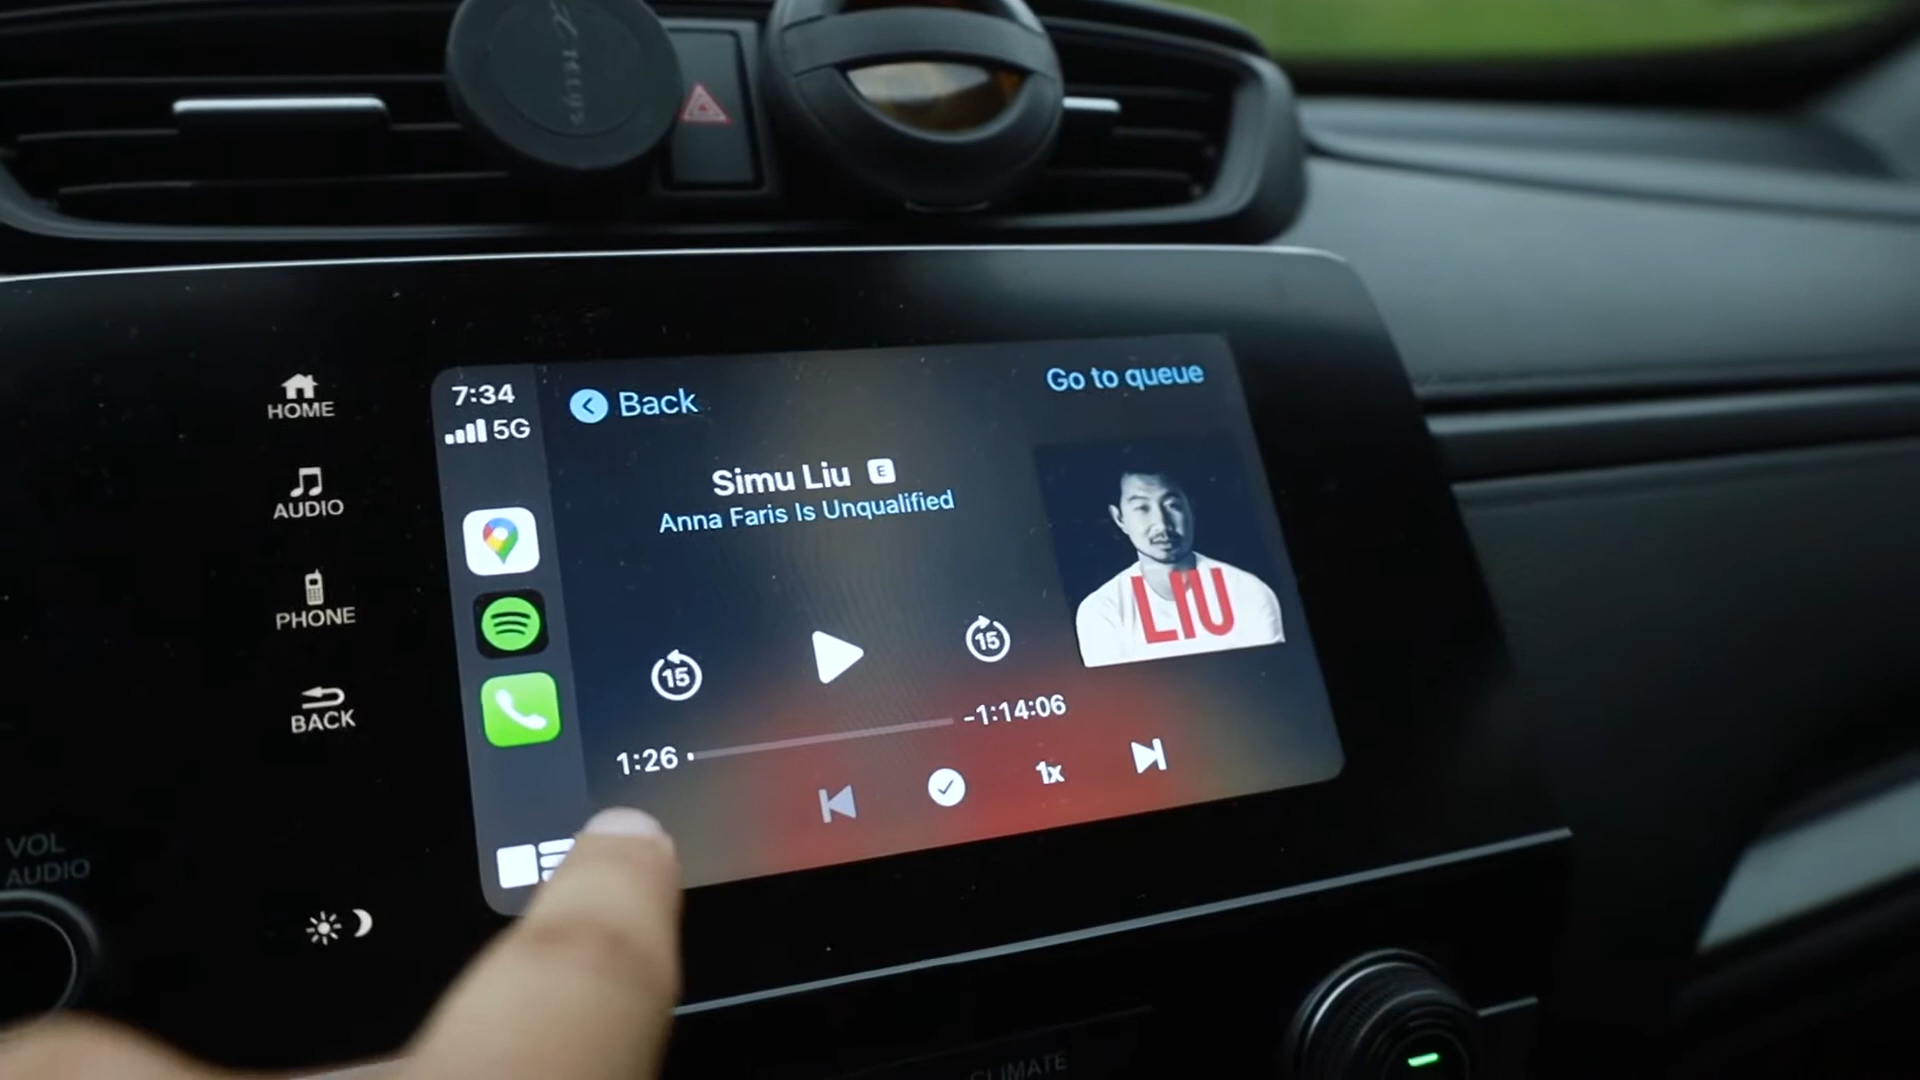 HOME
AUDIO
PHONE
BACK
VOL
AUDIO
7:34
5G
Back
Go to queue
Simu Liu E
Anna Faris Is Unqualified
LIU
15
15
1:26
-1:14:06
1x
CLIMATE